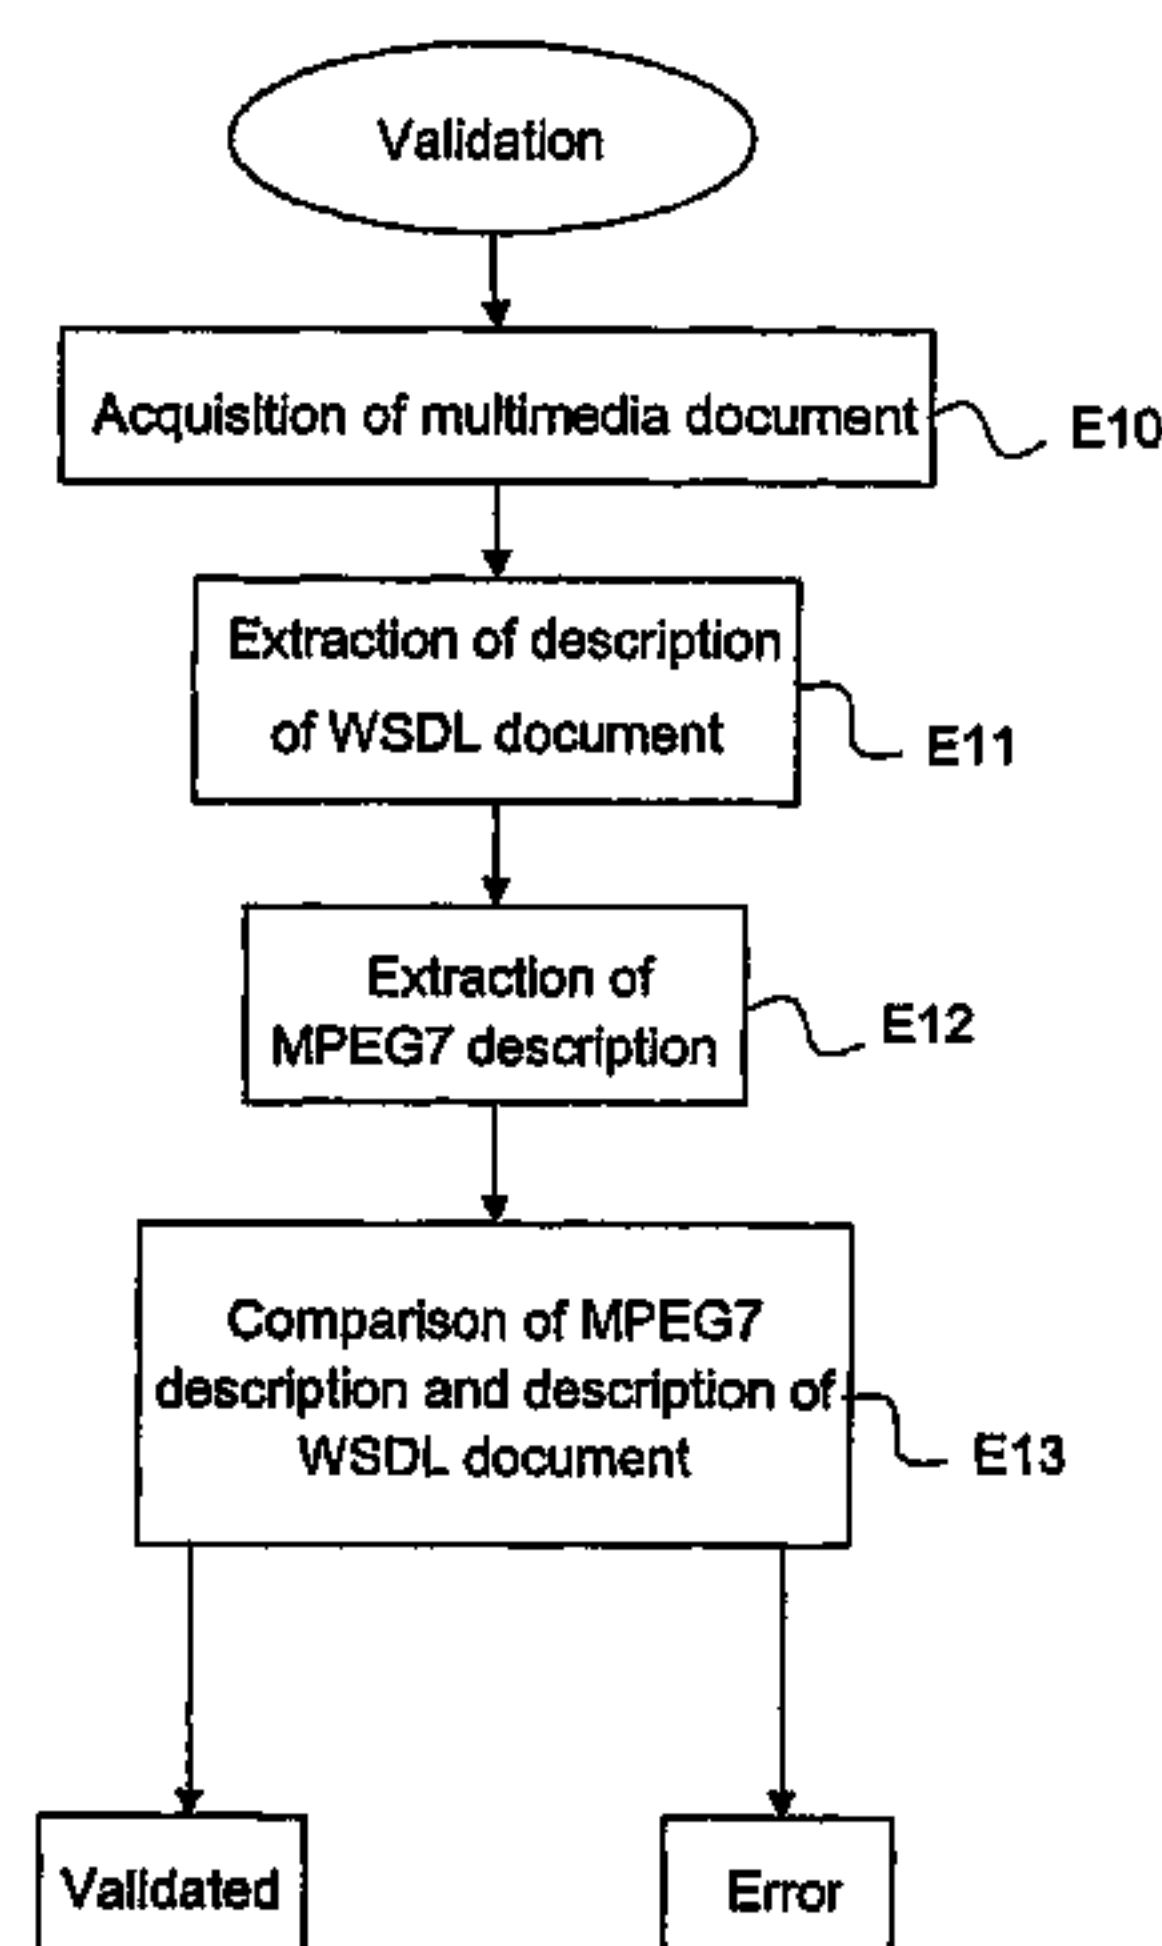 Validation
Acquisition of multimedia document
E10
Extraction of description
of WSDL document
E11
Extraction of
MPEG7 description
E12
Comparison of MPEG7
description and description of
WSDL document
E13
Validated
Error